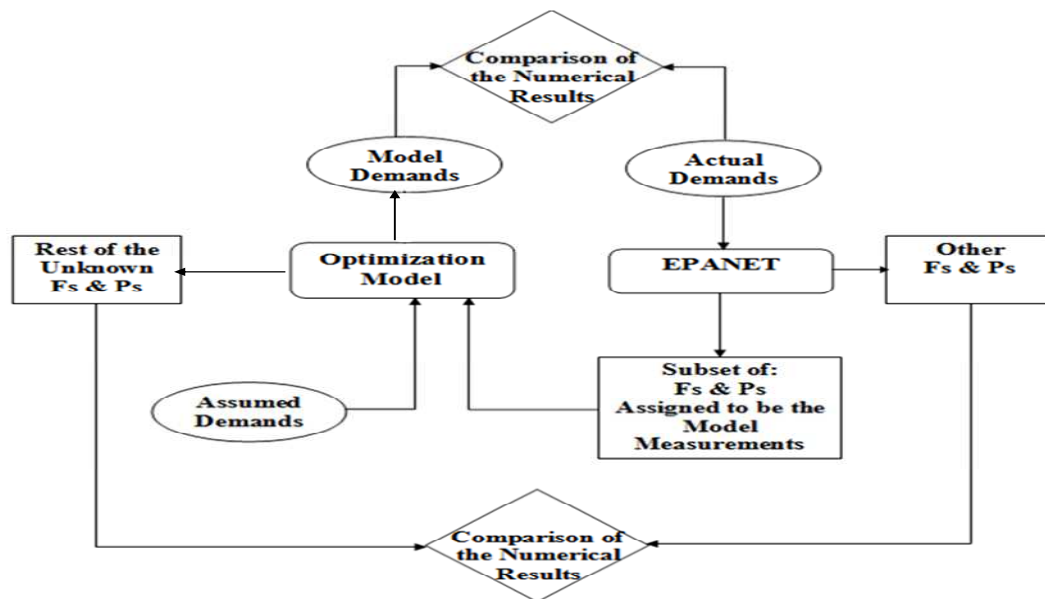 Comparison of
the Numerical
Results
Model
Demands
Actual
Demands
Rest of the
Unknown
Fs & Ps
Optimization
Model
EPANET
Other
Fs & Ps
Subset of:
Fs & Ps
Assigned to be the
Model
Measurements
Assumed
Demands
Comparison of
the Numerical
Results